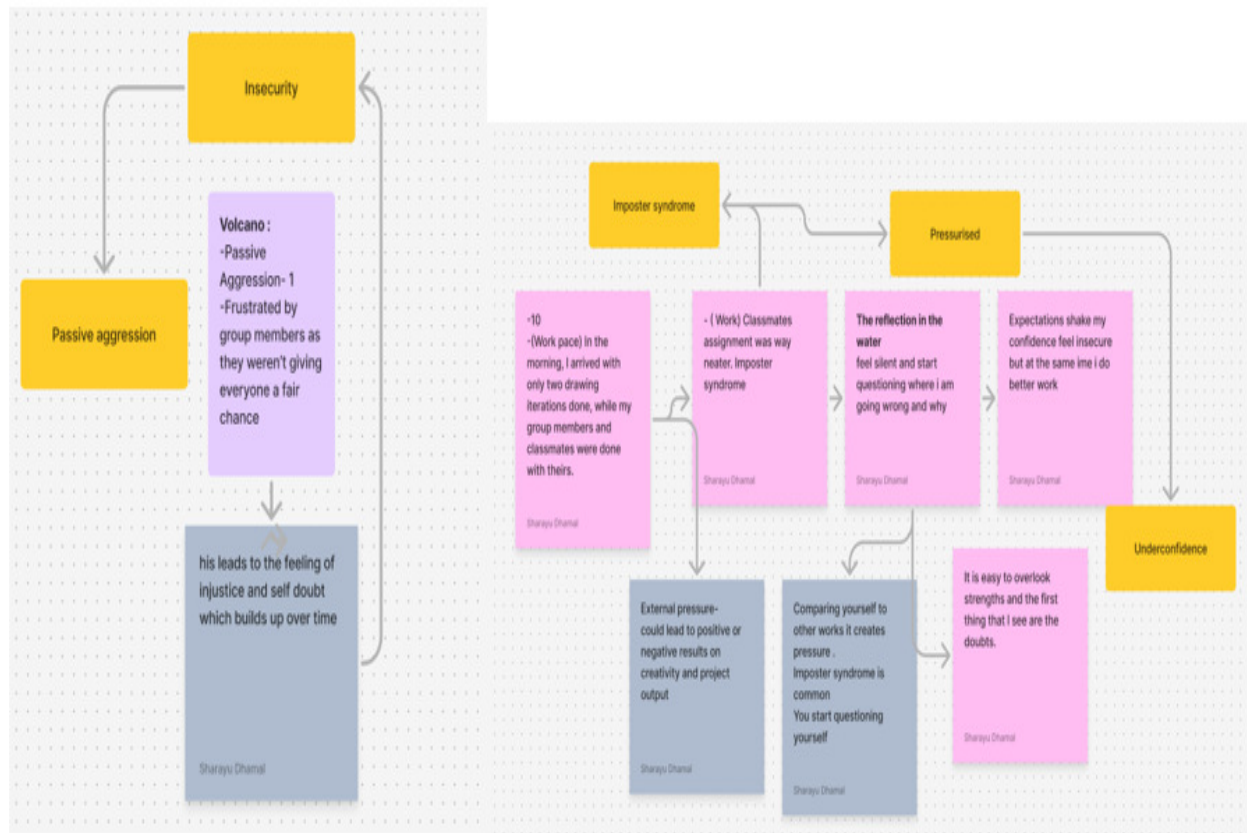 Insecurity
Volcano :
-Passive
Aggression- 1
-Frustrated by
group members as
they weren't giving
everyone a fair
chance
Passive aggression
his leads to the feeling of
injustice and self doubt
which builds up over time
Sharayu Dhamal
Imposter syndrome
Pressurised
-10
-(Work pace) In the
morning, I arrived with
only two drawing
iterations done, while my
group members and
classmates were done
with theirs.
Sharayu Dhamal
- ( Work) Classmates
assignment was way
neater. Imposter
syndrome
Sharayu Dhamal
The reflection in the
water
feel silent and start
questioning where i am
going wrong and why
Sharayu Dhamal
Expectations shake my
confidence feel insecure
but at the same ime i do
better work
Sharayu Dhamal
Underconfidence
External pressure-
could lead to positive or
negative results on
creativity and project
output
Sharayu Dhamal
Comparing yourself to
other works it creates
pressure .
Imposter syndrome is
common
You start questioning
yourself
Sharayu Dhamal
It is easy to overlook
strengths and the first
thing that I see are the
doubts.
Sharayu Dhamal